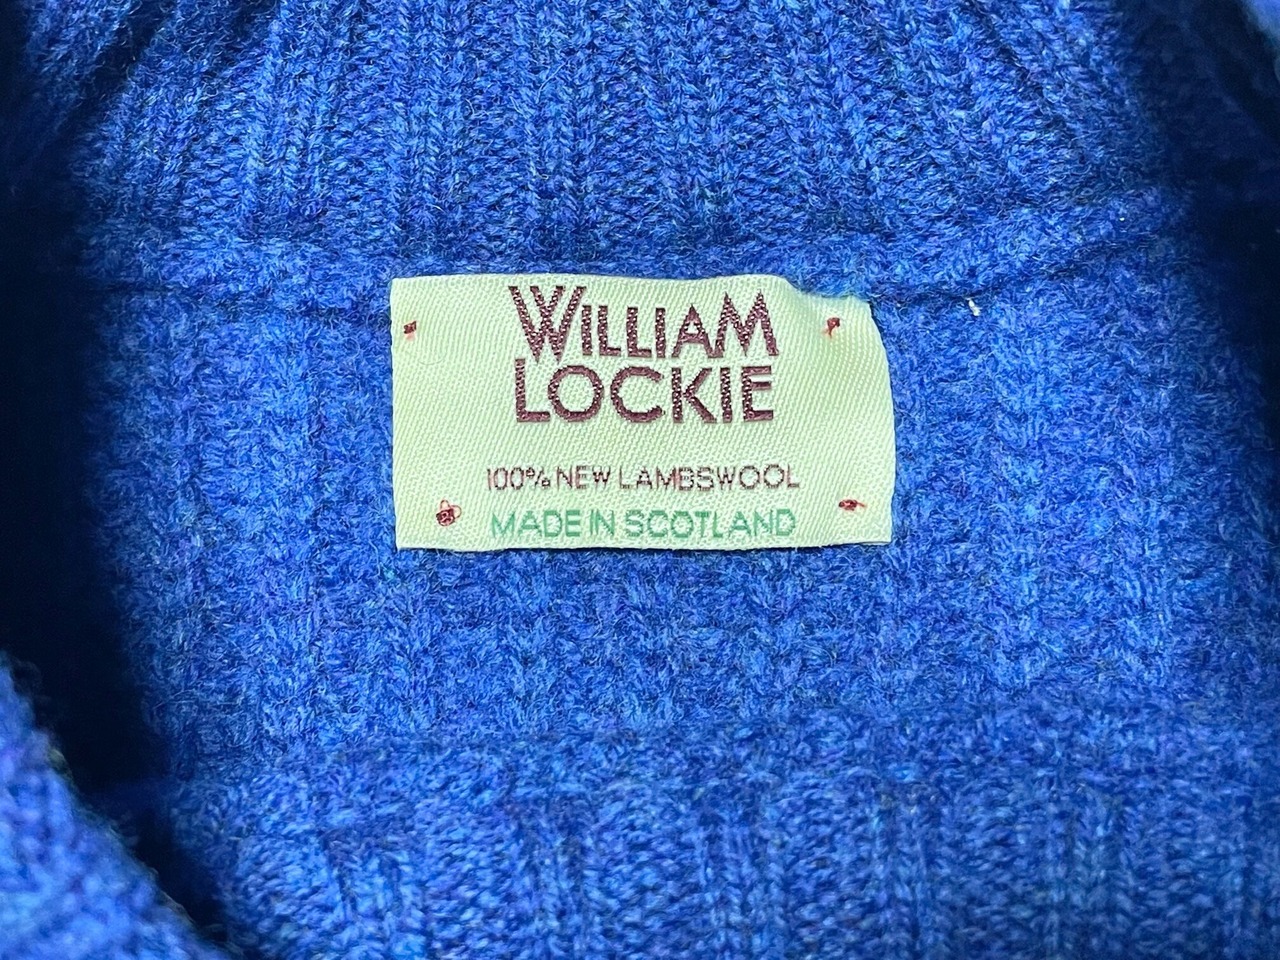 WILLIAM
LOCKIE
100% NEW LAMBSWOOL
MADE IN SCOTLAND